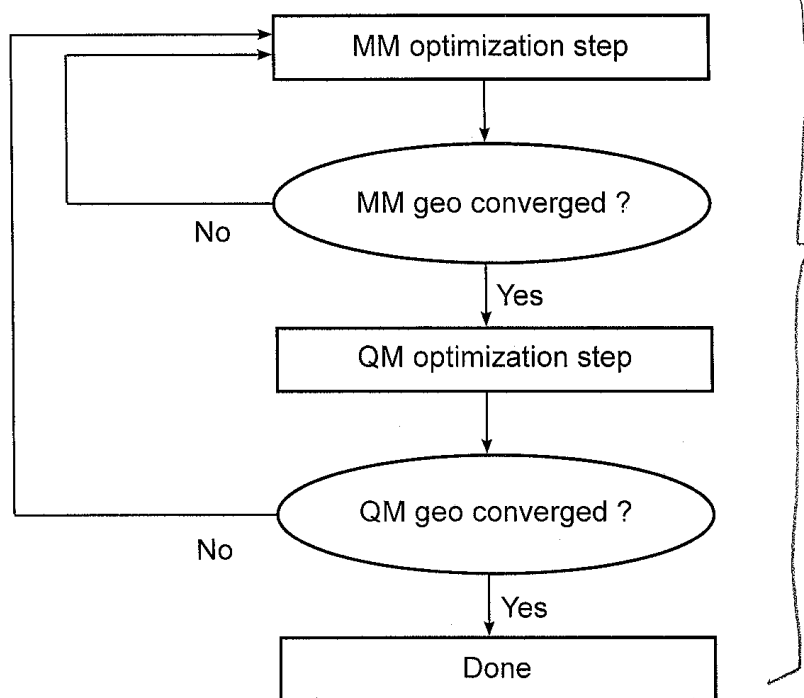 MM optimization step
MM geo converged ?
No
Yes
QM optimization step
QM geo converged ?
No
Yes
Done